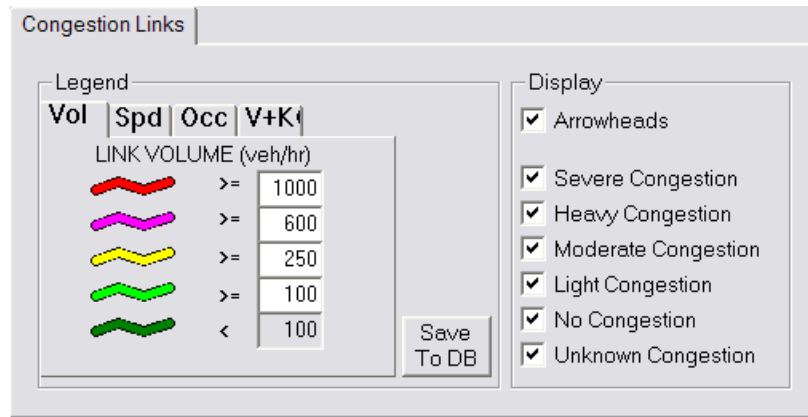 Congestion Links
Legend
Vol Spd Occ V+K
LINK VOLUME (veh/hr)
>= 1000
>= 600
>= 250
>= 100
< 100
Save
To DB
Display
Arrowheads
Severe Congestion
Heavy Congestion
Moderate Congestion
Light Congestion
No Congestion
Unknown Congestion